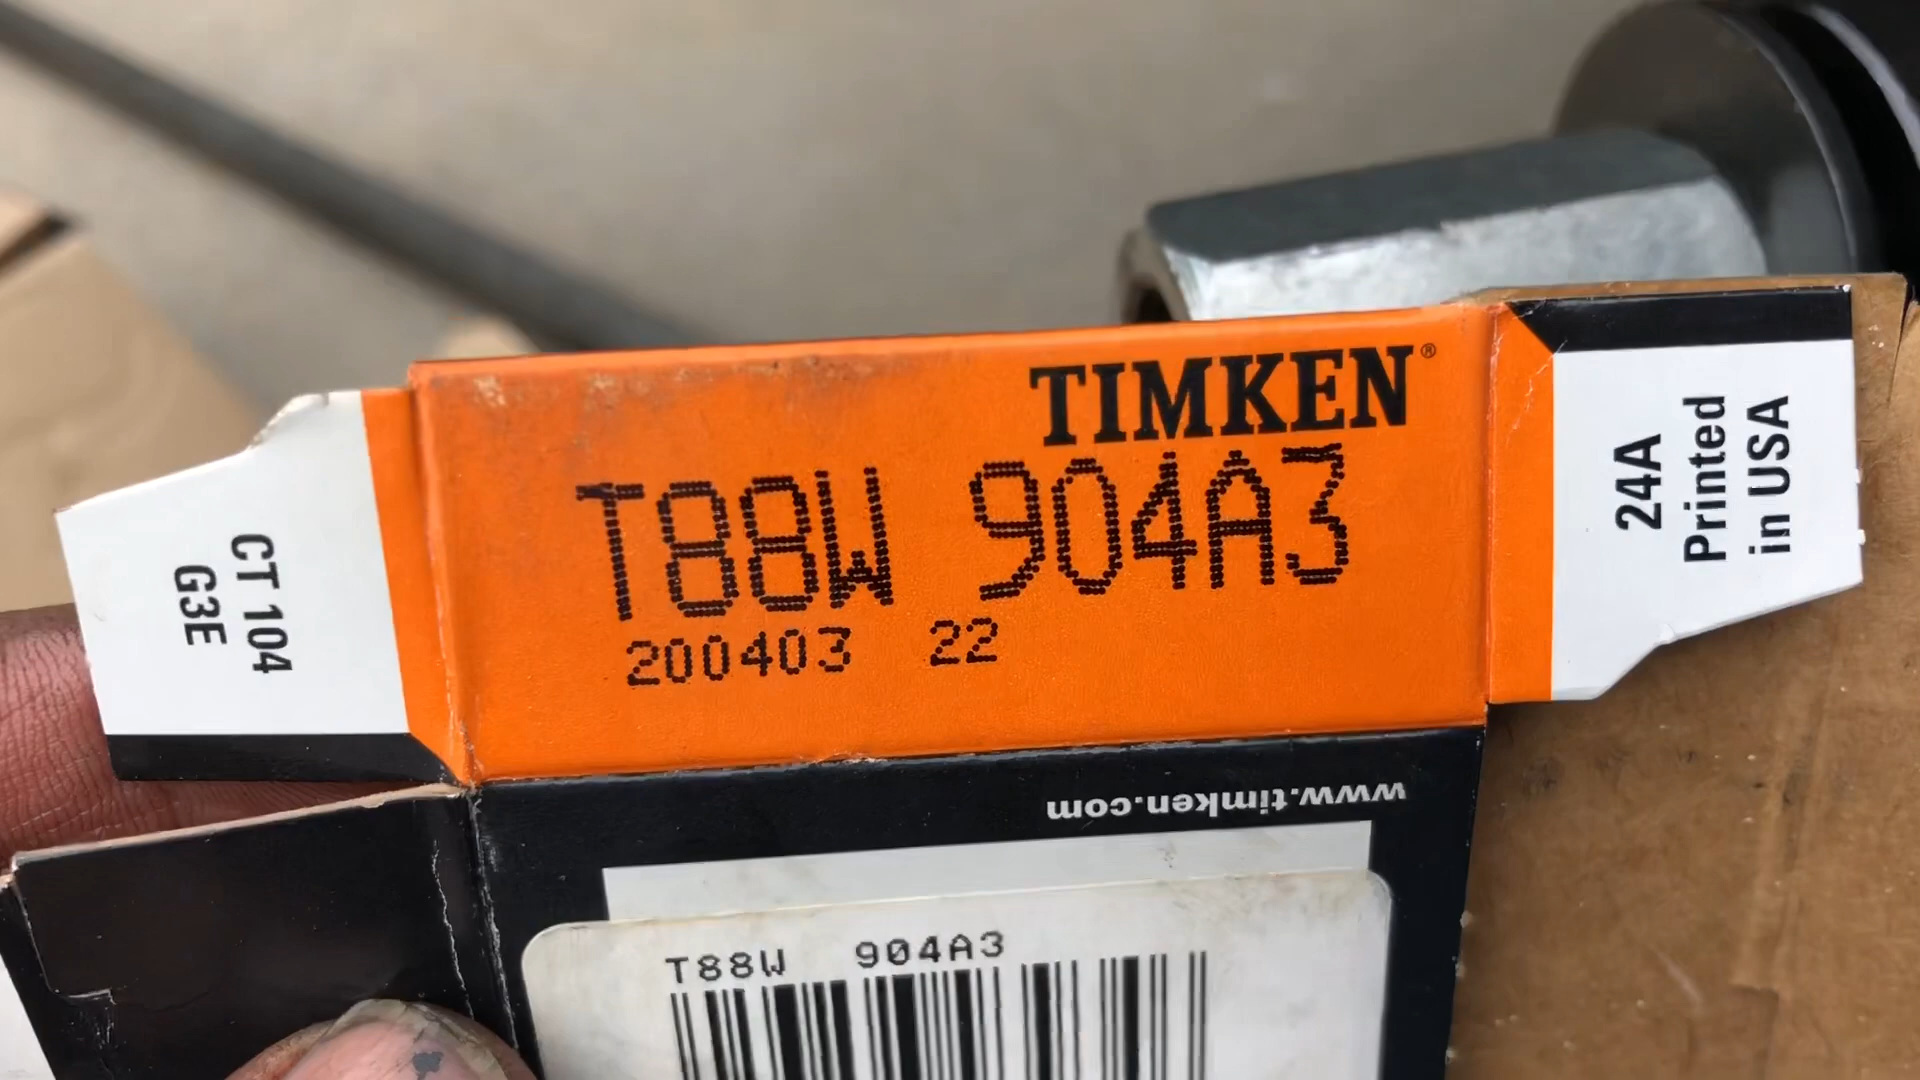 TIMKEN®
T88W 904A3
200403 22
CT 104
G3E
24A
Printed
in USA
www.timken.com
T88W 904A3